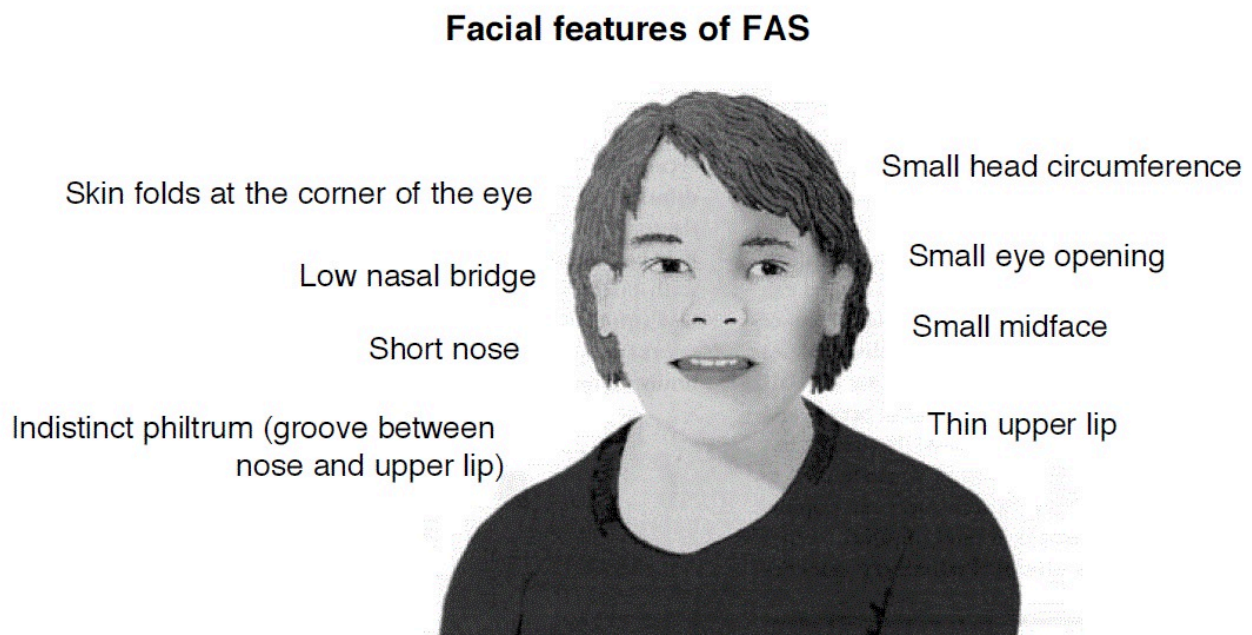 Facial features of FAS
Skin folds at the corner of the eye
Low nasal bridge
Short nose
Indistinct philtrum (groove between
nose and upper lip)
Small head circumference
Small eye opening
Small midface
Thin upper lip